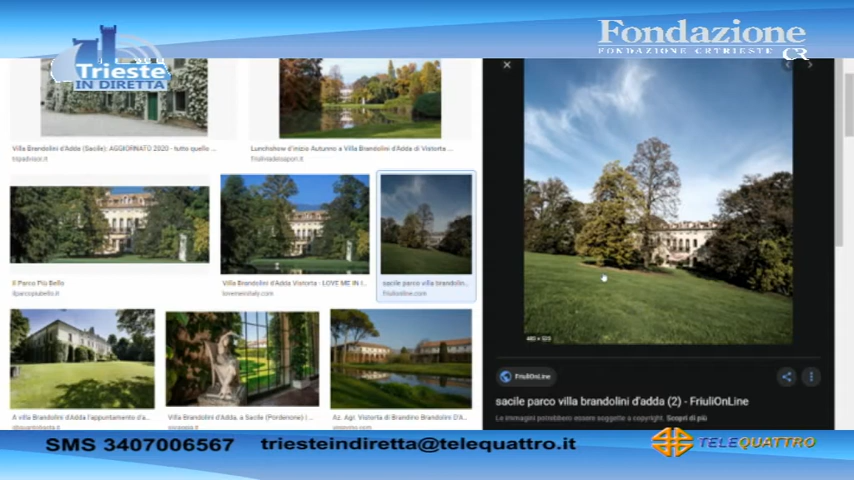 Fondazione
FONDAZIONE CRTRIESTE CR
Trieste
IN DIRETTA
Villa Brandolini d'Adda (Sacile): AGGIORNATO 2020 - tutto quello ...
tripadvisor.it
Lunchshow d'inizio Autunno a Villa Brandolini d'Adda di Vistorta ...
Il Parco Più Bello
ilparcopiubello.it
Villa Brandolini d'Adda Vistorta - LOVE ME IN I...
lovemeinitaly.com
sacile parco villa brandolin...
friulionline.com
480 × 503
FriuliOnLine
sacile parco villa brandolini d'adda (2) - FriuliOnLine
Le immagini potrebbero essere soggette a copyright. Scopri di più
A villa Brandolini d'Adda l'appuntamento d'a...
Villa Brandolini d'Adda, a Sacile (Pordenone) | ...
Az. Agr. Vistorta di Brandino Brandolini D'A...
SMS 3407006567 triesteindiretta@telequattro.it
TELEQUATTRO